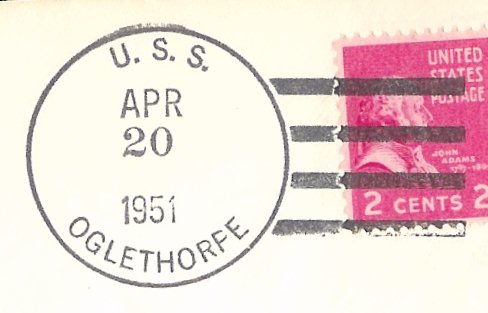 U. S. S.
APR
20
1951
OGLETHORPE
UNITED
STATES
POSTAGE
JOHN
ADAMS
2 CENTS 2